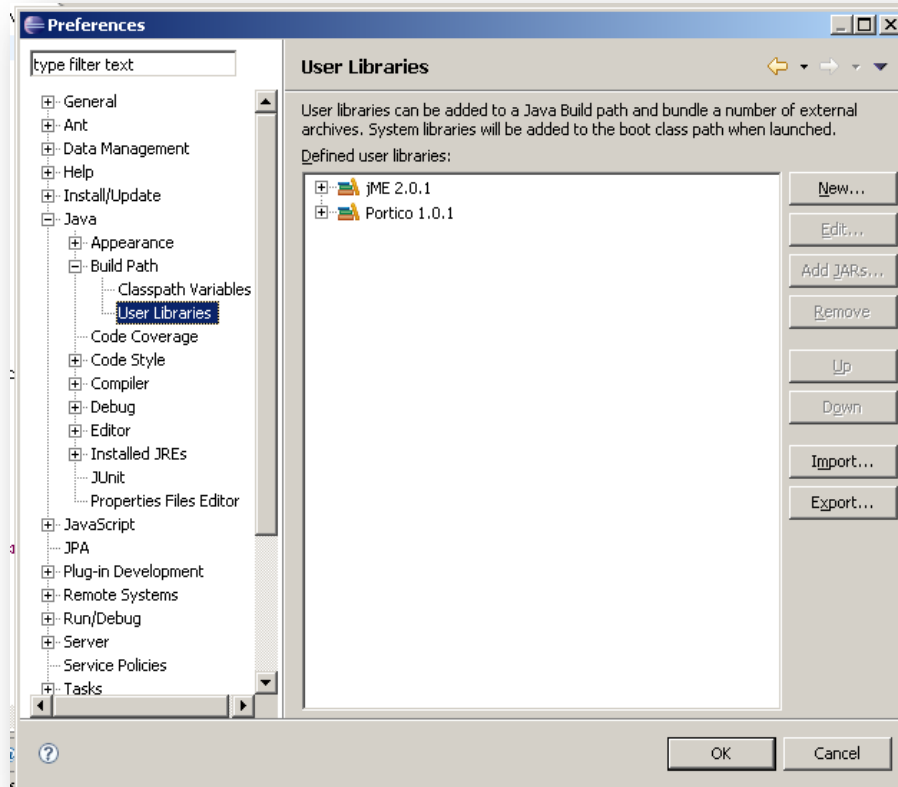 Preferences
type filter text
General
Ant
Data Management
Help
Install/Update
Java
Appearance
Build Path
Classpath Variables
User Libraries
Code Coverage
Code Style
Compiler
Debug
Editor
Installed JREs
JUnit
Properties Files Editor
JavaScript
JPA
Plug-in Development
Remote Systems
Run/Debug
Server
Service Policies
Tasks
User Libraries
User libraries can be added to a Java Build path and bundle a number of external
archives. System libraries will be added to the boot class path when launched.
Defined user libraries:
jME 2.0.1
Portico 1.0.1
New...
Edit...
Add JARs...
Remove
Up
Down
Import...
Export...
OK
Cancel